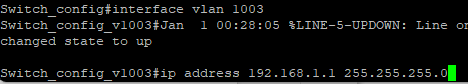 Switch_config#interface vlan 1003
Switch_config_v1003#Jan  1 00:28:05 %LINE-5-UPDOWN: Line on
changed state to up
Switch_config_v1003#ip address 192.168.1.1 255.255.255.0